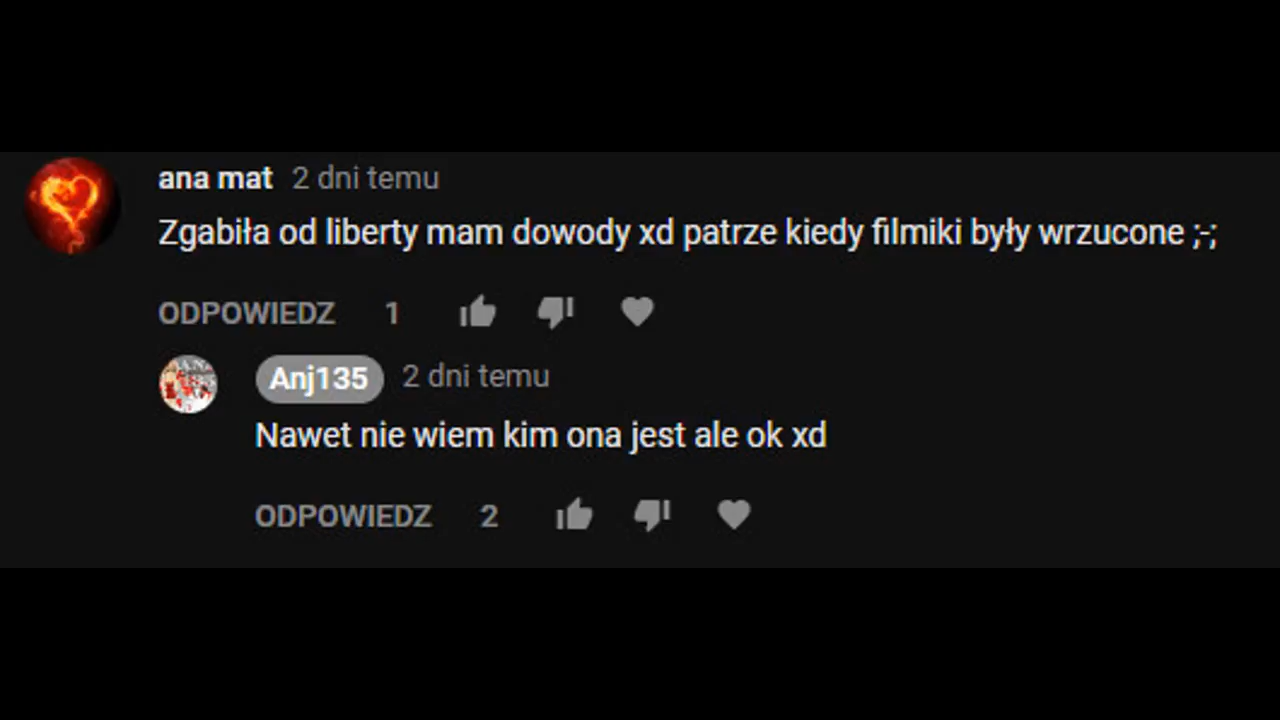 ana mat 2 dni temu
Zgabiła od liberty mam dowody xd patrze kiedy filmiki były wrzucone ;-;
ODPOWIEDZ 1
Anj135 2 dni temu
Nawet nie wiem kim ona jest ale ok xd
ODPOWIEDZ 2